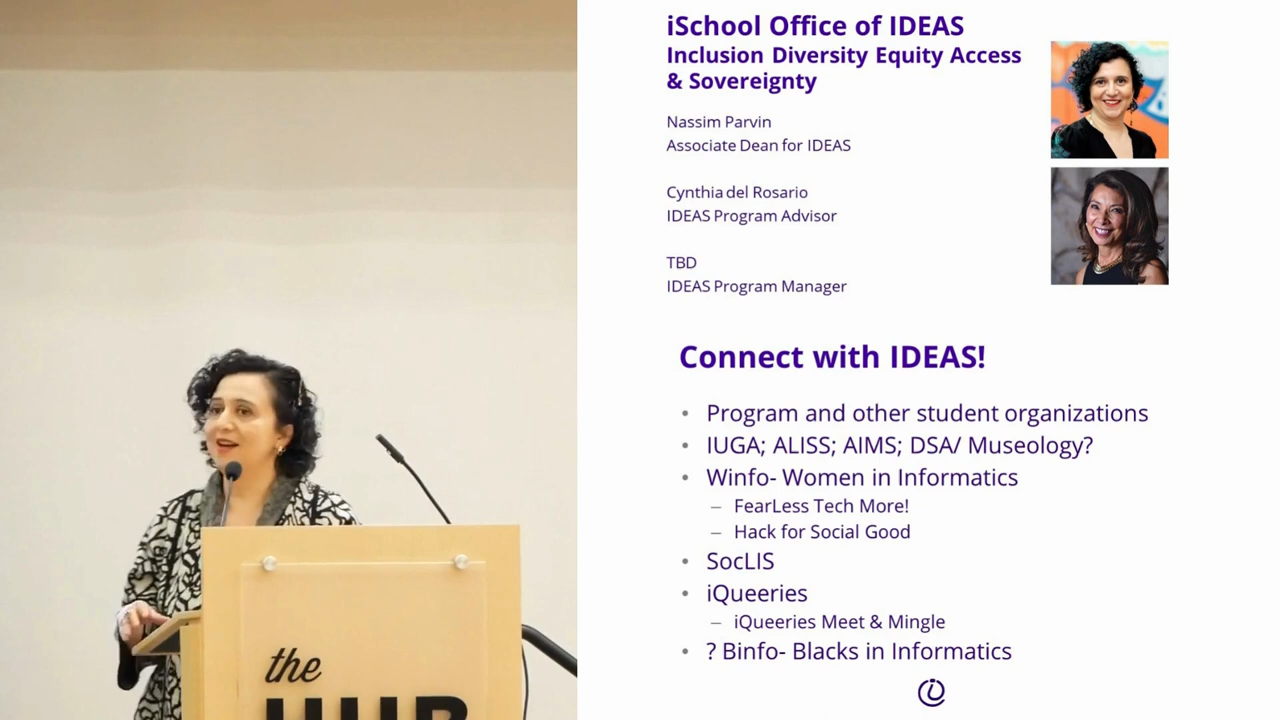 iSchool Office of IDEAS
Inclusion Diversity Equity Access
& Sovereignty
Nassim Parvin
Associate Dean for IDEAS
Cynthia del Rosario
IDEAS Program Advisor
TBD
IDEAS Program Manager
Connect with IDEAS!
• Program and other student organizations
• IUGA; ALISS; AIMS; DSA/ Museology?
• Winfo- Women in Informatics
– FearLess Tech More!
– Hack for Social Good
• SocLIS
• iQueeries
– iQueeries Meet & Mingle
• ? Binfo- Blacks in Informatics
the
HUB